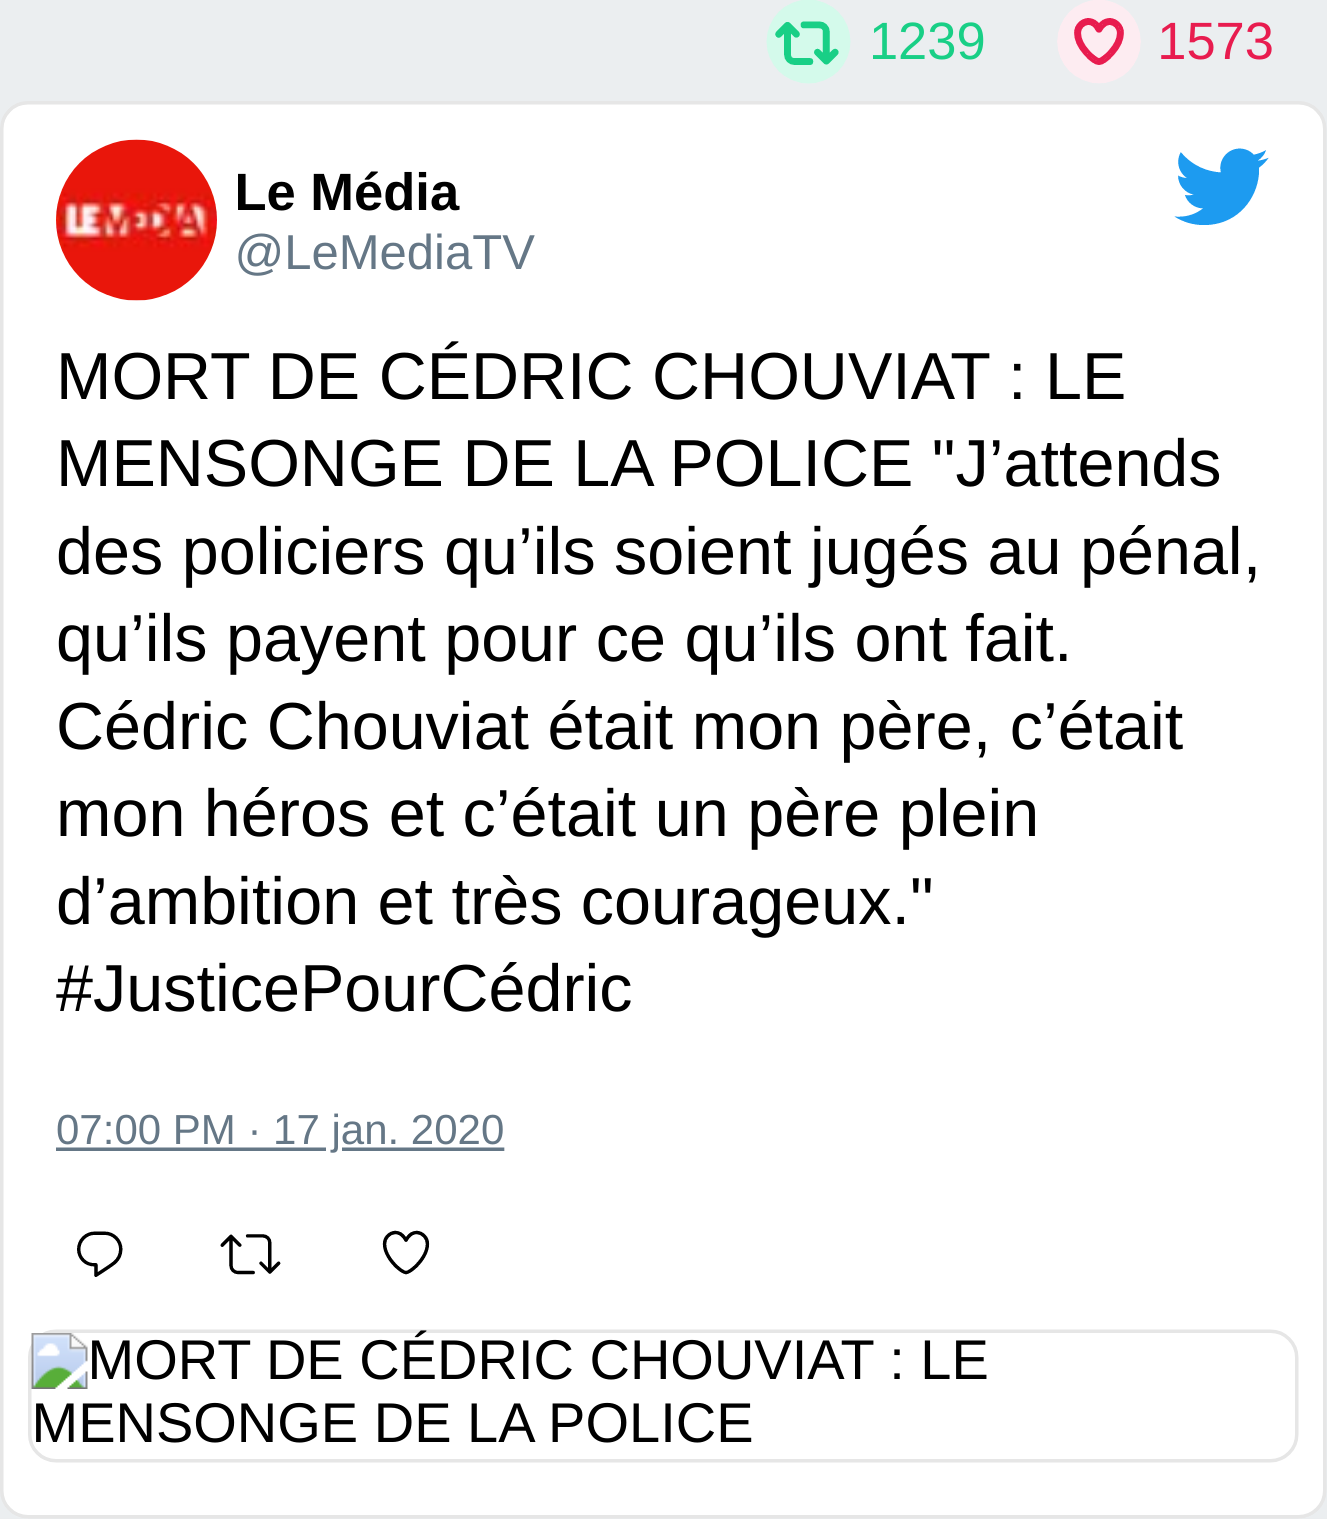 1239 1573
LE MEDIA
Le Média
@LeMediaTV
MORT DE CÉDRIC CHOUVIAT : LE
MENSONGE DE LA POLICE "J’attends
des policiers qu’ils soient jugés au pénal,
qu’ils payent pour ce qu’ils ont fait.
Cédric Chouviat était mon père, c’était
mon héros et c’était un père plein
d’ambition et très courageux."
#JusticePourCédric
07:00 PM · 17 jan. 2020
MORT DE CÉDRIC CHOUVIAT : LE
MENSONGE DE LA POLICE